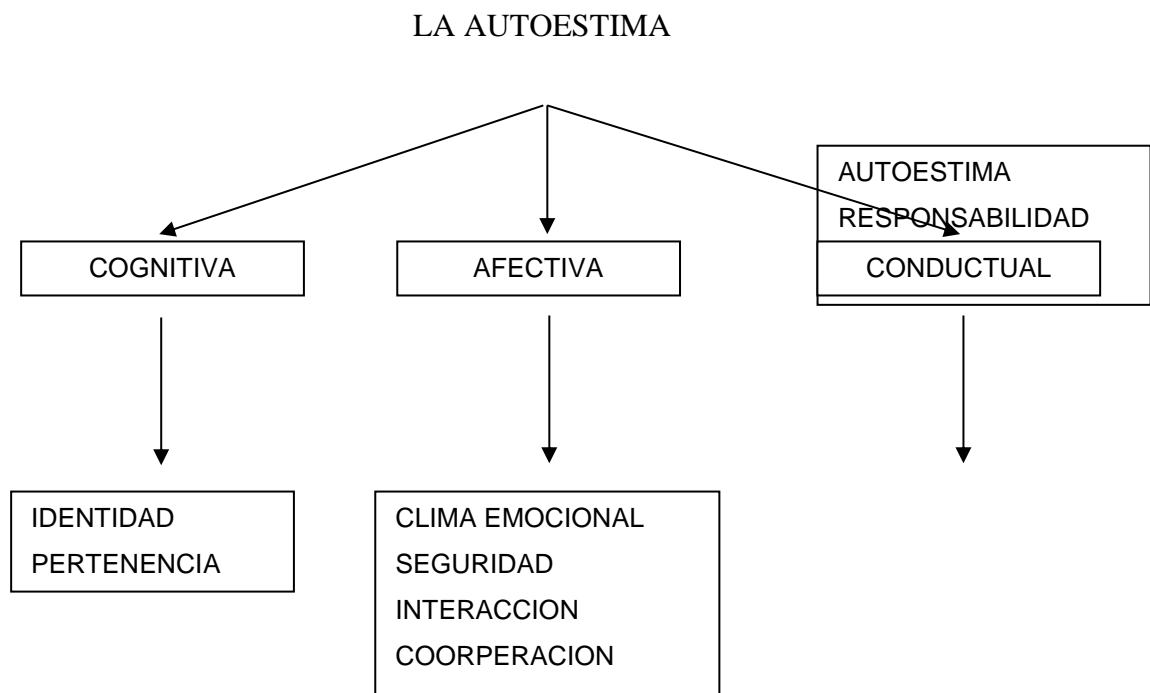 LA AUTOESTIMA
AUTOESTIMA
RESPONSABILIDAD
COGNITIVA
AFECTIVA
CONDUCTUAL
IDENTIDAD
PERTENENCIA
CLIMA EMOCIONAL
SEGURIDAD
INTERACCION
COORPERACION